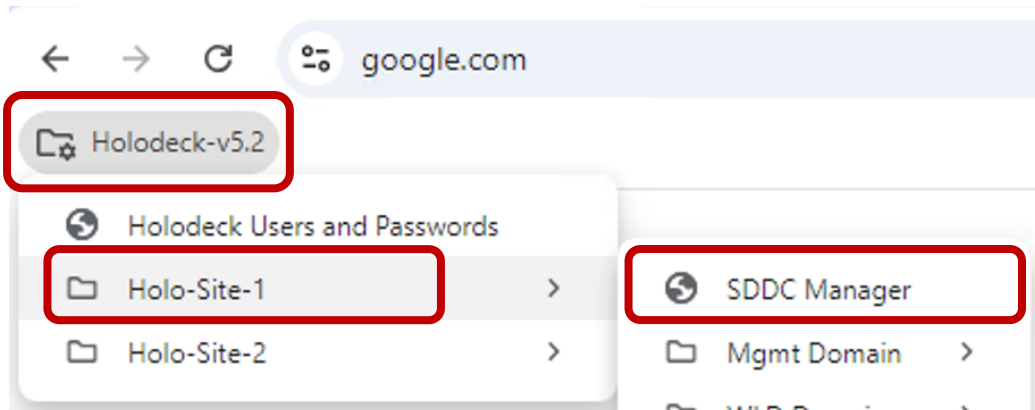 google.com
Holodeck-v5.2
Holodeck Users and Passwords
Holo-Site-1
Holo-Site-2
SDDC Manager
Mgmt Domain